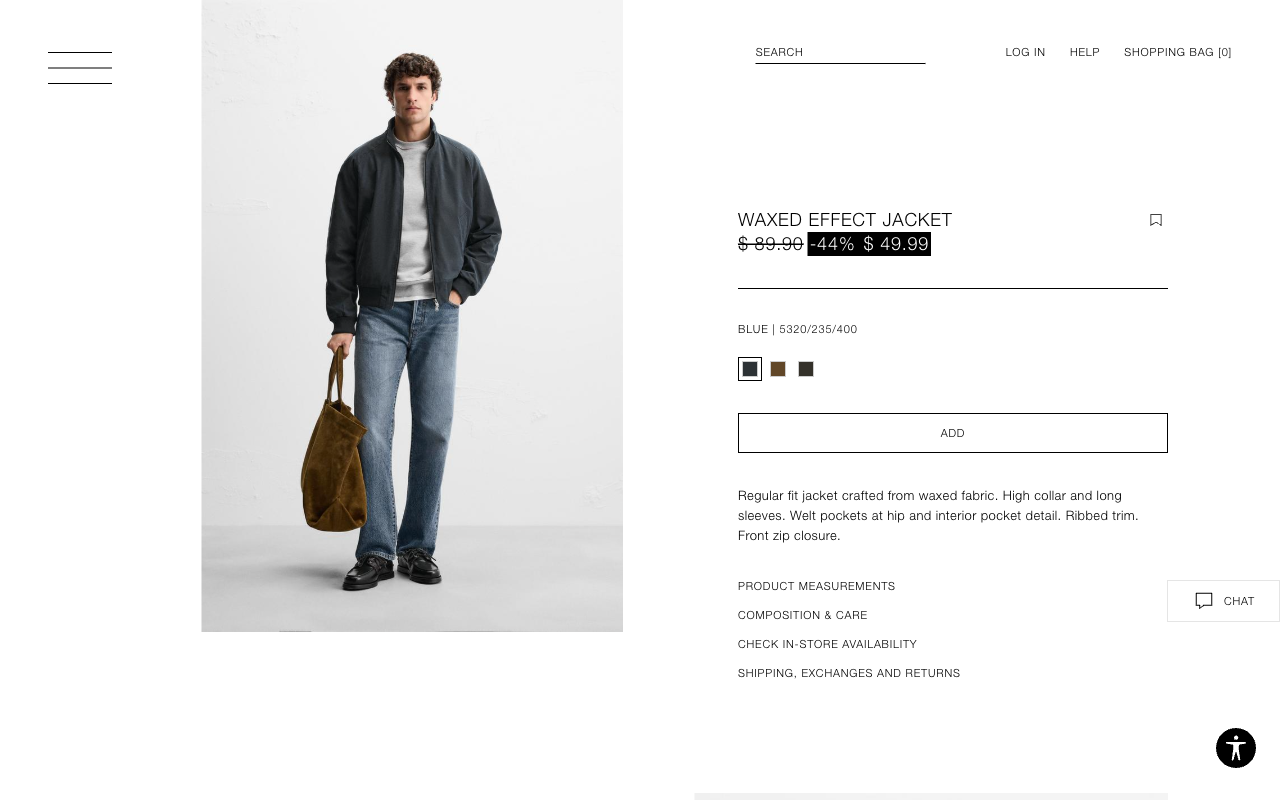 SEARCH
LOG IN
HELP
SHOPPING BAG [0]
WAXED EFFECT JACKET
$ 89.90 -44% $ 49.99
BLUE | 5320/235/400
ADD
Regular fit jacket crafted from waxed fabric. High collar and long
sleeves. Welt pockets at hip and interior pocket detail. Ribbed trim.
Front zip closure.
PRODUCT MEASUREMENTS
COMPOSITION & CARE
CHECK IN-STORE AVAILABILITY
SHIPPING, EXCHANGES AND RETURNS
CHAT